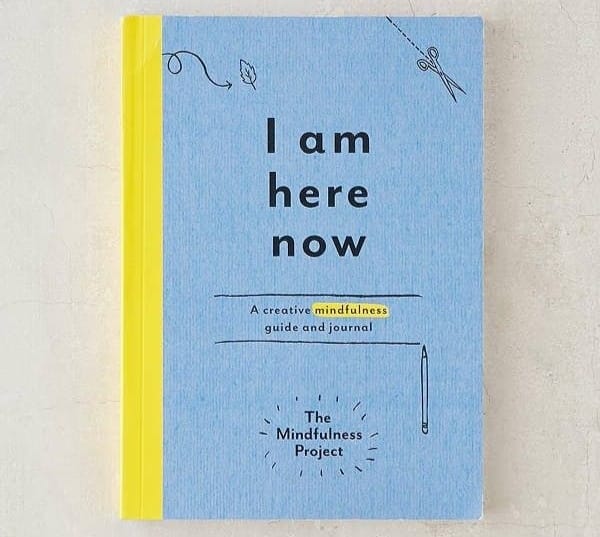 I am
here
now
A creative mindfulness
guide and journal
The
Mindfulness
Project